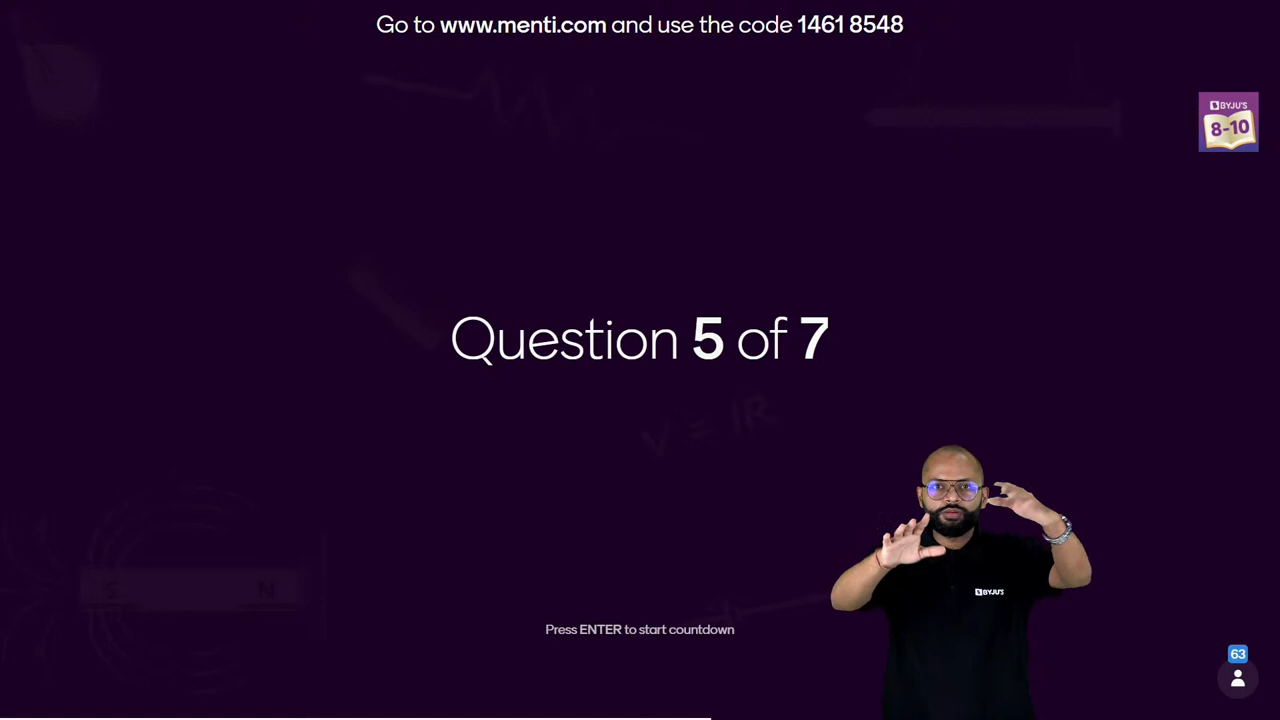 Go to www.menti.com and use the code 1461 8548
BYJU'S
8-10
Question 5 of 7
V = IR
S N
BYJU'S
Press ENTER to start countdown
63